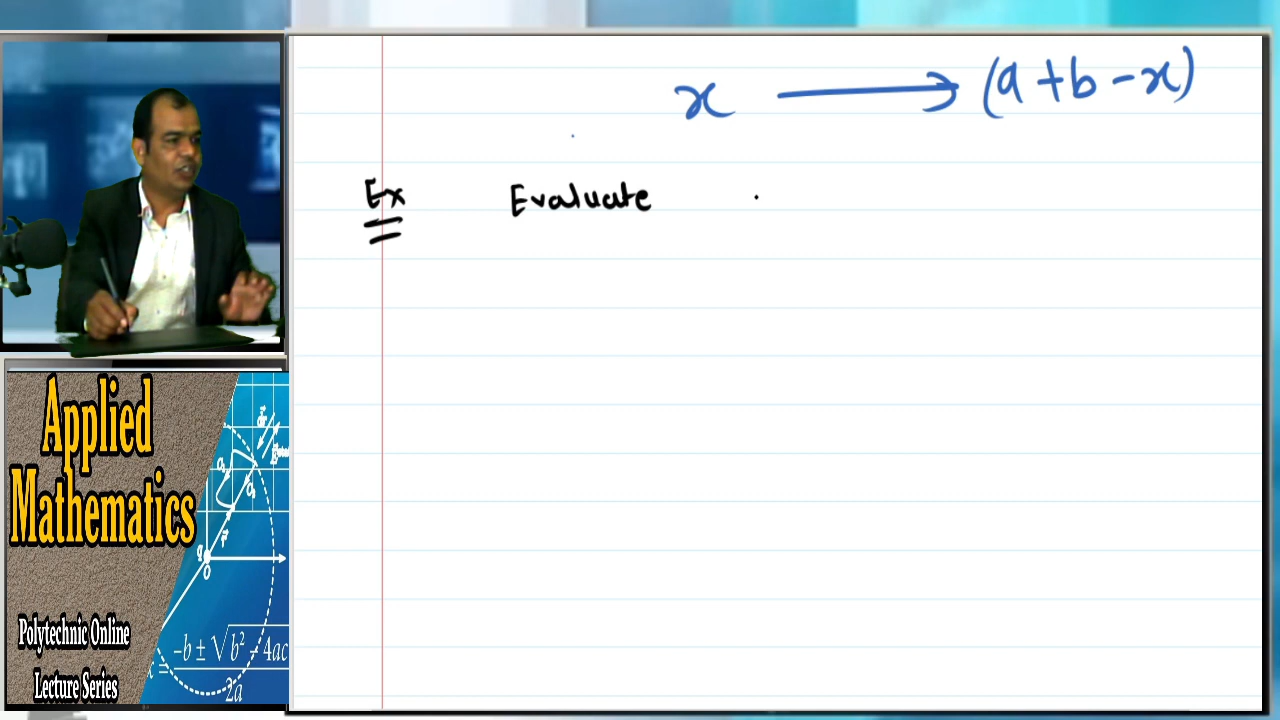 x → (a + b - x)
Ex Evaluate
Applied
Mathematics
Polytechnic Online
Lecture Series
x = -b ± √b² - 4ac
2a